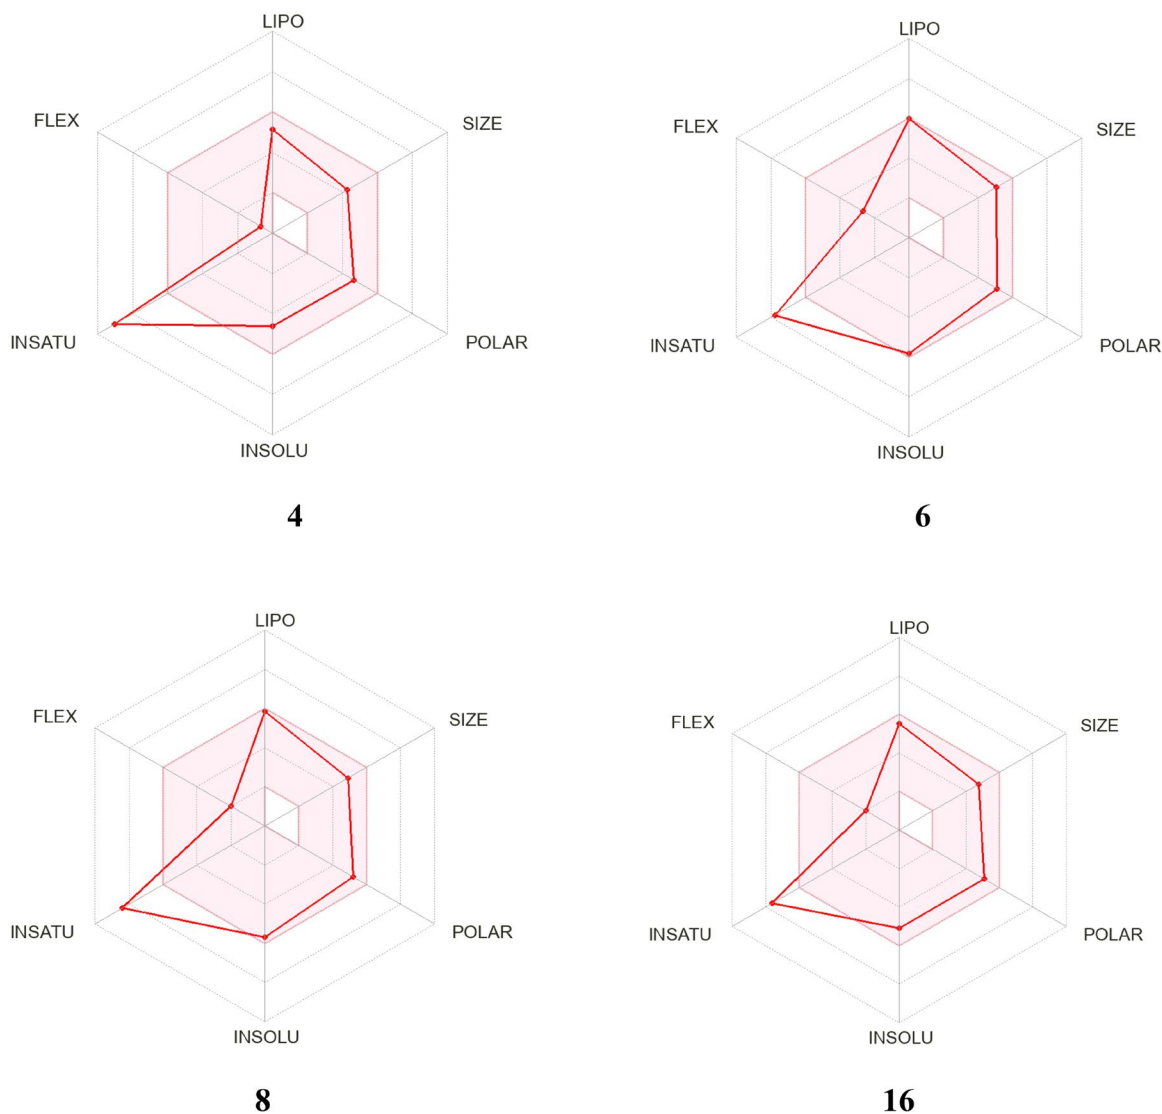 LIPO
FLEX
SIZE
INSATU
POLAR
INSOLU
4
LIPO
FLEX
SIZE
INSATU
POLAR
INSOLU
6
LIPO
FLEX
SIZE
INSATU
POLAR
INSOLU
8
LIPO
FLEX
SIZE
INSATU
POLAR
INSOLU
16